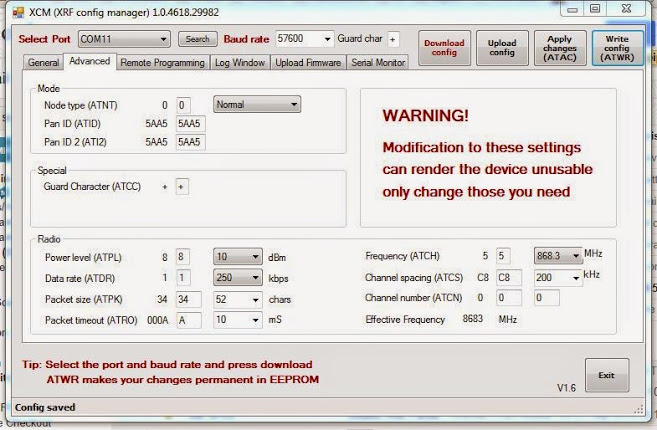 XCM (XRF config manager) 1.0.4618.29982
Select Port COM11 Search Baud rate 57600 Guard char +
Download config
Upload config
Apply changes (ATAC)
Write config (ATWR)
General Advanced Remote Programming Log Window Upload Firmware Serial Monitor
Mode
Node type (ATNT) 0 0 Normal
Pan ID (ATID) 5AA5 5AA5
Pan ID 2 (ATI2) 5AA5 5AA5
WARNING!
Modification to these settings
can render the device unusable
only change those you need
Special
Guard Character (ATCC) + +
Radio
Power level (ATPL) 8 8 10 dBm
Frequency (ATCH) 5 5 868.3 MHz
Data rate (ATDR) 1 1 250 kbps
Channel spacing (ATCS) C8 C8 200 kHz
Packet size (ATPK) 34 34 52 chars
Channel number (ATCN) 0 0 0
Packet timeout (ATRO) 000A A 10 mS
Effective Frequency 8683 MHz
Tip: Select the port and baud rate and press download
ATWR makes your changes permanent in EEPROM
V1.6
Exit
Config saved
e Checkout